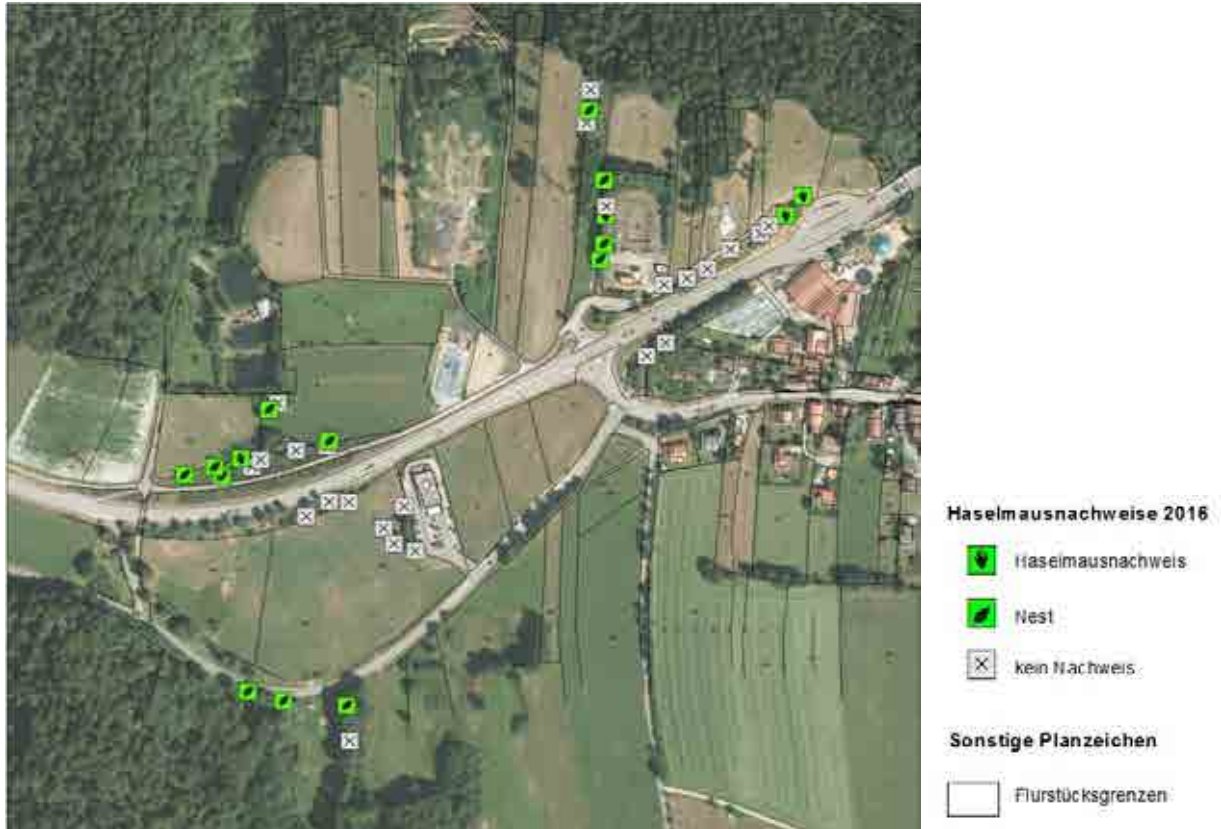 Haselmausnachweise 2016
Haselmausnachweis
Nest
kein Nachweis
Sonstige Planzeichen
Flurstücksgrenzen